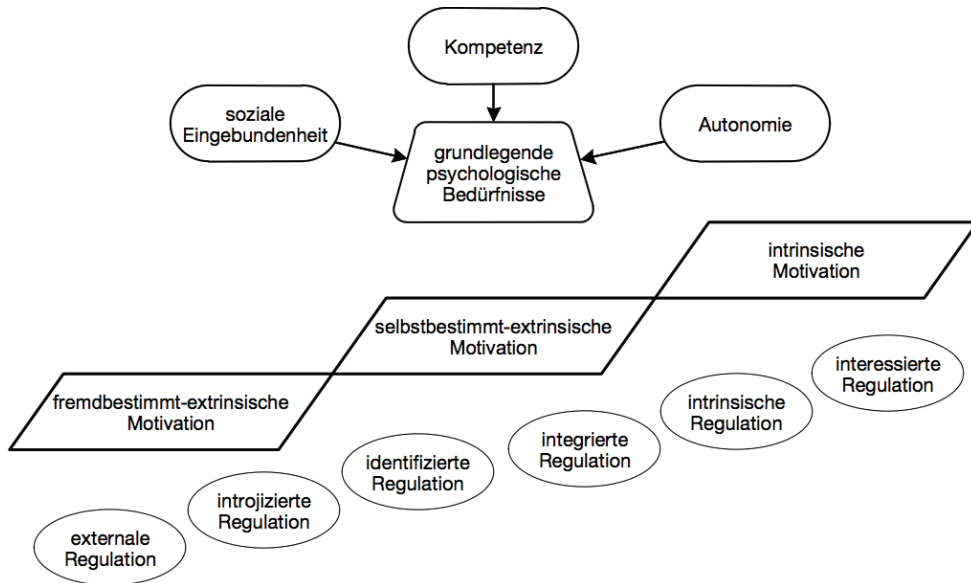 Kompetenz
soziale
Eingebundenheit
Autonomie
grundlegende
psychologische
Bedürfnisse
intrinsische
Motivation
selbstbestimmt-extrinsische
Motivation
fremdbestimmt-extrinsische
Motivation
interessierte
Regulation
intrinsische
Regulation
integrierte
Regulation
identifizierte
Regulation
introjizierte
Regulation
externale
Regulation